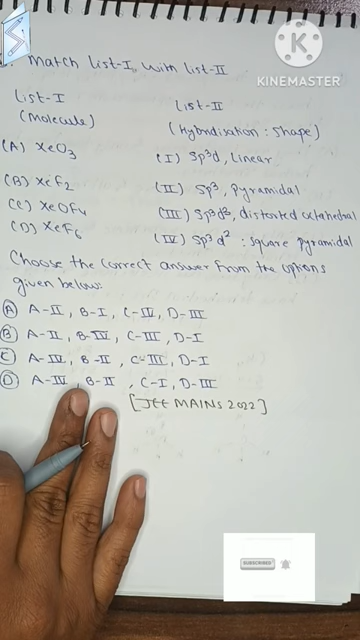 KINEMASTER
Match List-I, with List-II
List-I
(Molecule)
List-II
(Hybridisation : Shape)
(A) XeO3
(I) Sp3d, Linear
(B) XeF2
(II) Sp3, Pyramidal
(C) XeOF4
(III) Sp3d3, distorted octahedral
(D) XeF6
(IV) Sp3d2 : Square Pyramidal
Choose the correct answer from the options
given below:
(A) A-II, B-I, C-IV, D-III
(B) A-II, B-IV, C-III, D-I
(C) A-IV, B-II, C-III, D-I
(D) A-IV, B-II, C-I, D-III
[JEE MAINS 2022]
SUBSCRIBED